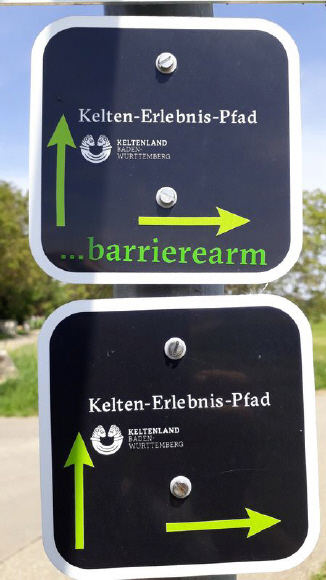 Kelten-Erlebnis-Pfad
KELTENLAND
BADEN-
WÜRTTEMBERG
...barrierearm
Kelten-Erlebnis-Pfad
KELTENLAND
BADEN-
WÜRTTEMBERG